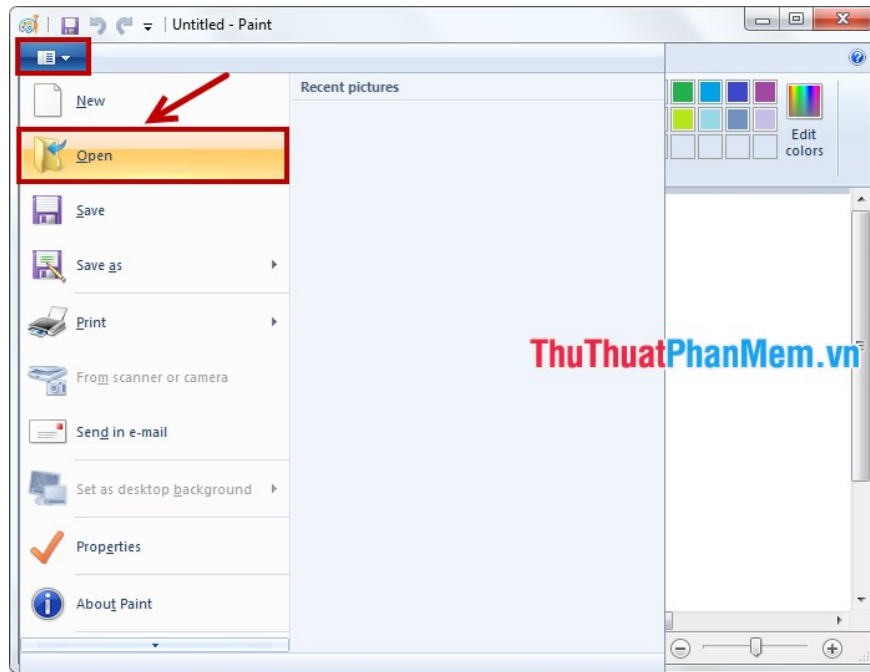 Untitled - Paint
New
Recent pictures
Open
Edit
colors
Save
Save as
Print
ThuThuatPhanMem.vn
From scanner or camera
Send in e-mail
Set as desktop background
Properties
About Paint